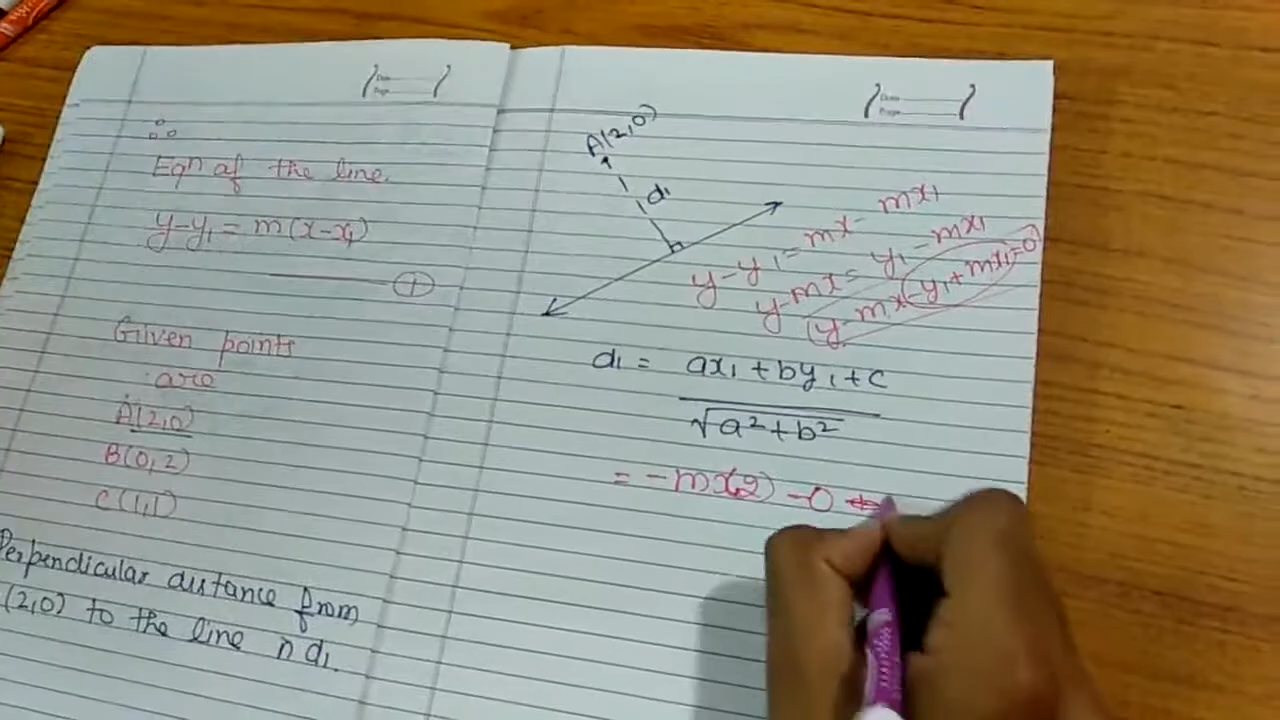 ∴
Eqn of the line.
y-y₁ = m(x-x₁)
①
Given points
are
A(2,0)
B(0,2)
C(1,1)
Perpendicular distance from
(2,0) to the line is d₁.
A(2,0)
d₁
y-y₁ = mx - mx₁
y-mx = y₁ - mx₁
y-mx-y₁+mx₁=0
d₁ = ax₁+by₁+c
√a²+b²
= -mx(2) -0